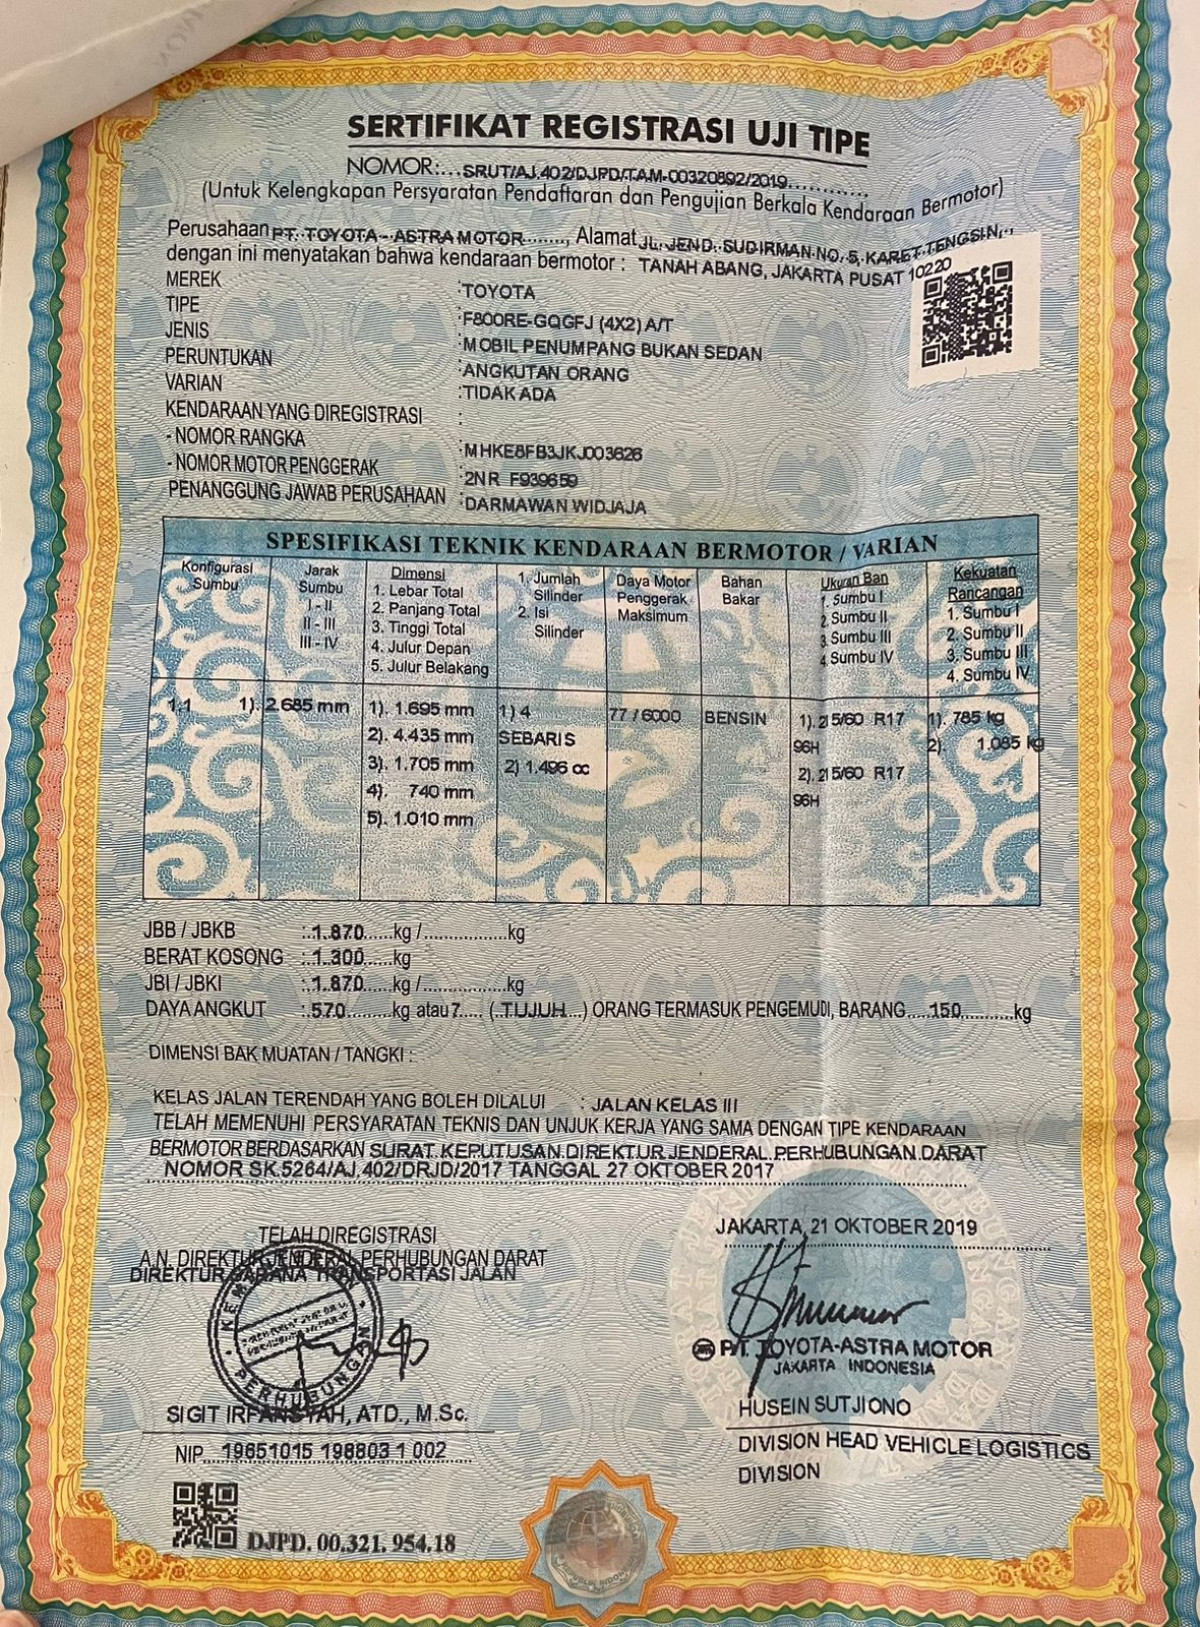 SERTIFIKAT REGISTRASI UJI TIPE
NOMOR:...SRUT/AJ.402/DJPD/TAM-00320892/2019............
(Untuk Kelengkapan Persyaratan Pendaftaran dan Pengujian Berkala Kendaraan Bermotor)
Perusahaan PT. TOYOTA - ASTRA MOTOR........, Alamat JL. JEND. SUDIRMAN NO. 5, KARET TENGSIN,
dengan ini menyatakan bahwa kendaraan bermotor : TANAH ABANG, JAKARTA PUSAT 10220
MEREK :TOYOTA
TIPE :F800RE-GQGFJ (4X2) A/T
JENIS :MOBIL PENUMPANG BUKAN SEDAN
PERUNTUKAN :ANGKUTAN ORANG
VARIAN :TIDAK ADA
KENDARAAN YANG DIREGISTRASI :
- NOMOR RANGKA :MHKE8FB3JKJ003626
- NOMOR MOTOR PENGGERAK :2NR F939659
PENANGGUNG JAWAB PERUSAHAAN :DARMAWAN WIDJAJA
SPESIFIKASI TEKNIK KENDARAAN BERMOTOR / VARIAN
Konfigurasi Sumbu
Jarak Sumbu I - II II - III III - IV
Dimensi 1. Lebar Total 2. Panjang Total 3. Tinggi Total 4. Julur Depan 5. Julur Belakang
1. Jumlah Silinder 2. Isi Silinder
Daya Motor Penggerak Maksimum
Bahan Bakar
Ukuran Ban 1. Sumbu I 2. Sumbu II 3. Sumbu III 4. Sumbu IV
Kekuatan Rancangan 1. Sumbu I 2. Sumbu II 3. Sumbu III 4. Sumbu IV
1.1 1). 2.685 mm 1). 1.695 mm 1) 4 77 / 6000 BENSIN 1). 215/60 R17 1). 785 kg
2). 4.435 mm SEBARIS 96H 2). 1.085 kg
3). 1.705 mm 2) 1.496 cc 2). 215/60 R17
4). 740 mm 96H
5). 1.010 mm
JBB / JBKB : 1.870......kg /.................kg
BERAT KOSONG : 1.300......kg
JBI / JBKI : 1.870......kg /.................kg
DAYA ANGKUT : 570.........kg atau 7..... (..TUJUH...) ORANG TERMASUK PENGEMUDI, BARANG.....150...........kg
DIMENSI BAK MUATAN / TANGKI :
KELAS JALAN TERENDAH YANG BOLEH DILALUI : JALAN KELAS III
TELAH MEMENUHI PERSYARATAN TEKNIS DAN UNJUK KERJA YANG SAMA DENGAN TIPE KENDARAAN
BERMOTOR BERDASARKAN SURAT KEPUTUSAN DIREKTUR JENDERAL PERHUBUNGAN DARAT
NOMOR SK.5264/AJ.402/DRJD/2017 TANGGAL 27 OKTOBER 2017
JAKARTA, 21 OKTOBER 2019
TELAH DIREGISTRASI
A.N. DIREKTUR JENDERAL PERHUBUNGAN DARAT
DIREKTUR SARANA TRANSPORTASI JALAN
PERHUBUNGAN
PT. TOYOTA-ASTRA MOTOR
JAKARTA INDONESIA
SIGIT IRFANSYAH, ATD., M.Sc.
NIP. 19651015 198803 1 002
HUSEIN SUTJIONO
DIVISION HEAD VEHICLE LOGISTICS
DIVISION
DJPD. 00.321. 954.18